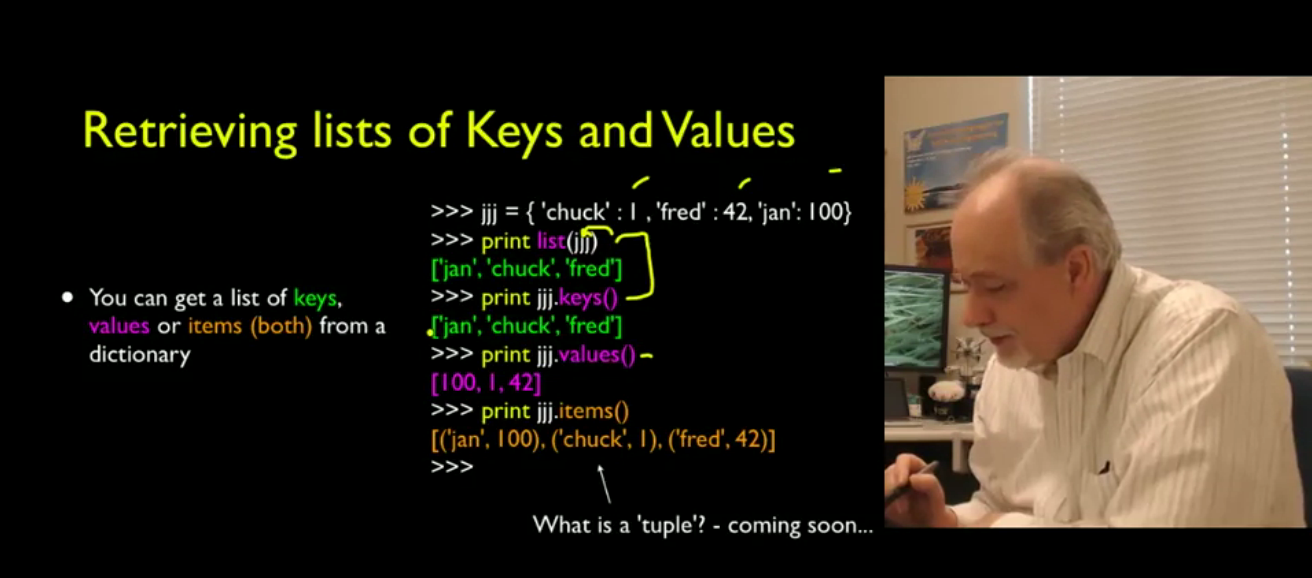 Retrieving lists of Keys and Values
• You can get a list of keys,
values or items (both) from a
dictionary
>>> jjj = { 'chuck' : 1 , 'fred' : 42, 'jan': 100}
>>> print list(jjj)
['jan', 'chuck', 'fred']
>>> print jjj.keys()
['jan', 'chuck', 'fred']
>>> print jjj.values()
[100, 1, 42]
>>> print jjj.items()
[('jan', 100), ('chuck', 1), ('fred', 42)]
>>>
What is a 'tuple'? - coming soon...